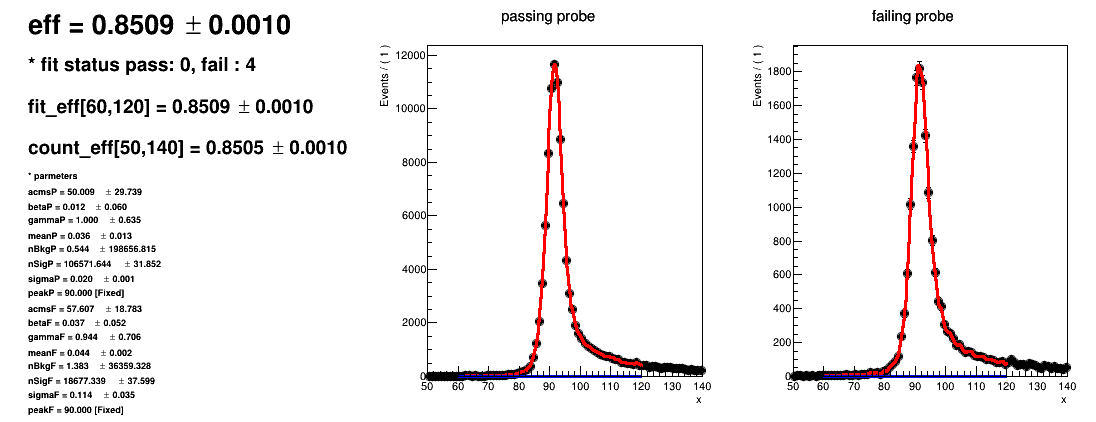 eff = 0.8509 ± 0.0010
* fit status pass: 0, fail : 4
fit_eff[60,120] = 0.8509 ± 0.0010
count_eff[50,140] = 0.8505 ± 0.0010
* parmeters
acmsP = 50.009 ± 29.739
betaP = 0.012 ± 0.060
gammaP = 1.000 ± 0.635
meanP = 0.036 ± 0.013
nBkgP = 0.544 ± 198656.815
nSigP = 106571.644 ± 31.852
sigmaP = 0.020 ± 0.001
peakP = 90.000 [Fixed]
acmsF = 57.607 ± 18.783
betaF = 0.037 ± 0.052
gammaF = 0.944 ± 0.706
meanF = 0.044 ± 0.002
nBkgF = 1.383 ± 36359.328
nSigF = 18677.339 ± 37.599
sigmaF = 0.114 ± 0.035
peakF = 90.000 [Fixed]
passing probe
Events / ( 1 )
12000
10000
8000
6000
4000
2000
0
50 60 70 80 90 100 110 120 130 140
x
failing probe
Events / ( 1 )
1800
1600
1400
1200
1000
800
600
400
200
0
50 60 70 80 90 100 110 120 130 140
x